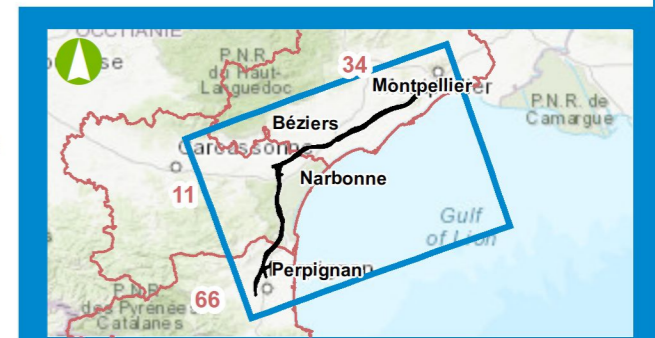 OCCITANIE
P.N.R.
du Haut-
Languedoc
34
Montpellier
P.N.R. de
Camargue
Béziers
Carcassonne
11
Narbonne
Gulf
of Lion
Perpignan
66
des Pyrénées
Catalanes